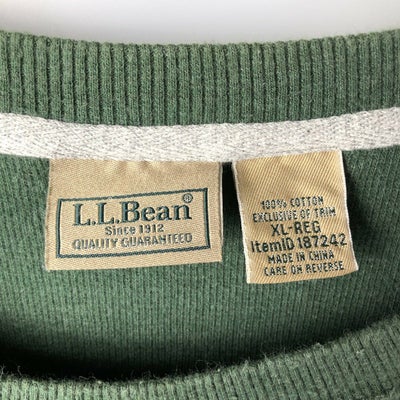 L.L.Bean®
Since 1912
QUALITY GUARANTEED
100% COTTON
EXCLUSIVE OF TRIM
XL-REG
ItemID 187242
MADE IN CHINA
CARE ON REVERSE